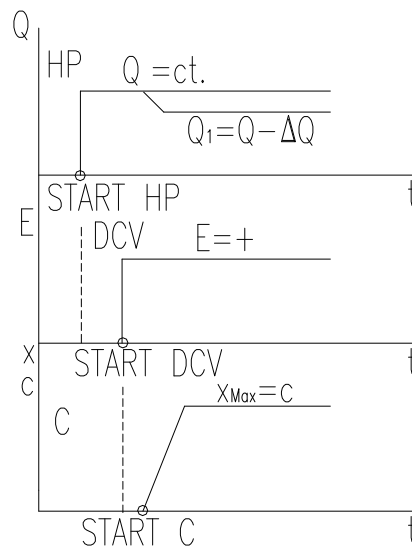 Q
HP
Q =ct.
Q₁=Q-ΔQ
START HP
t
E
DCV
E=+
START DCV
t
x
c
C
xMax=c
START C
t